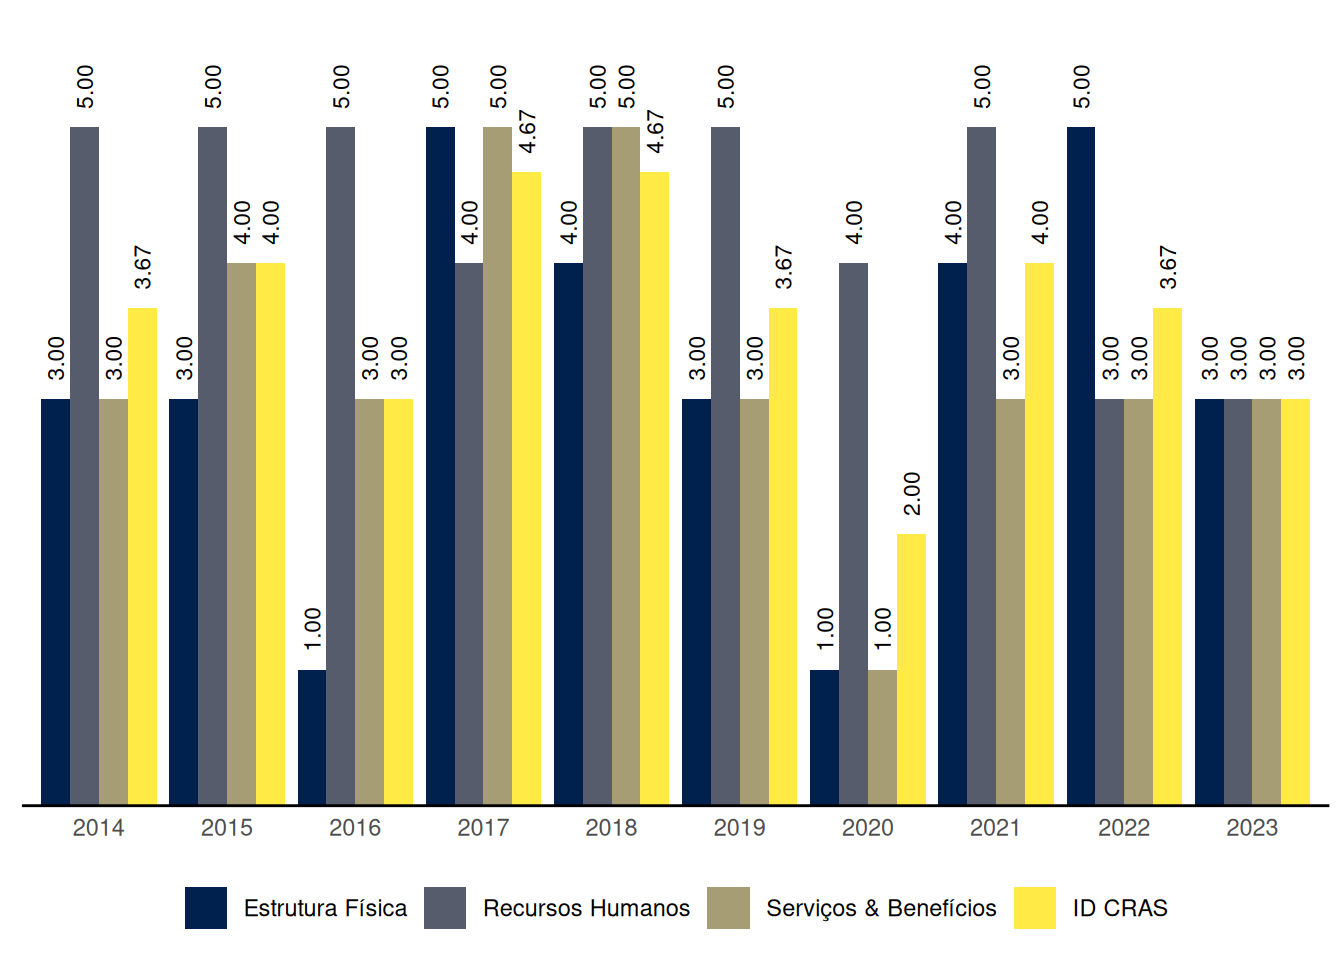 5.00 5.00 5.00 5.00 5.00 5.00 5.00 5.00 5.00 5.00
4.67 4.67
4.00 4.00 4.00 4.00 4.00 4.00 4.00
3.67 3.67 3.67
3.00 3.00 3.00 3.00 3.00 3.00 3.00 3.00 3.00 3.00 3.00 3.00 3.00 3.00 3.00
2.00
1.00 1.00 1.00
2014 2015 2016 2017 2018 2019 2020 2021 2022 2023
Estrutura Física Recursos Humanos Serviços & Benefícios ID CRAS